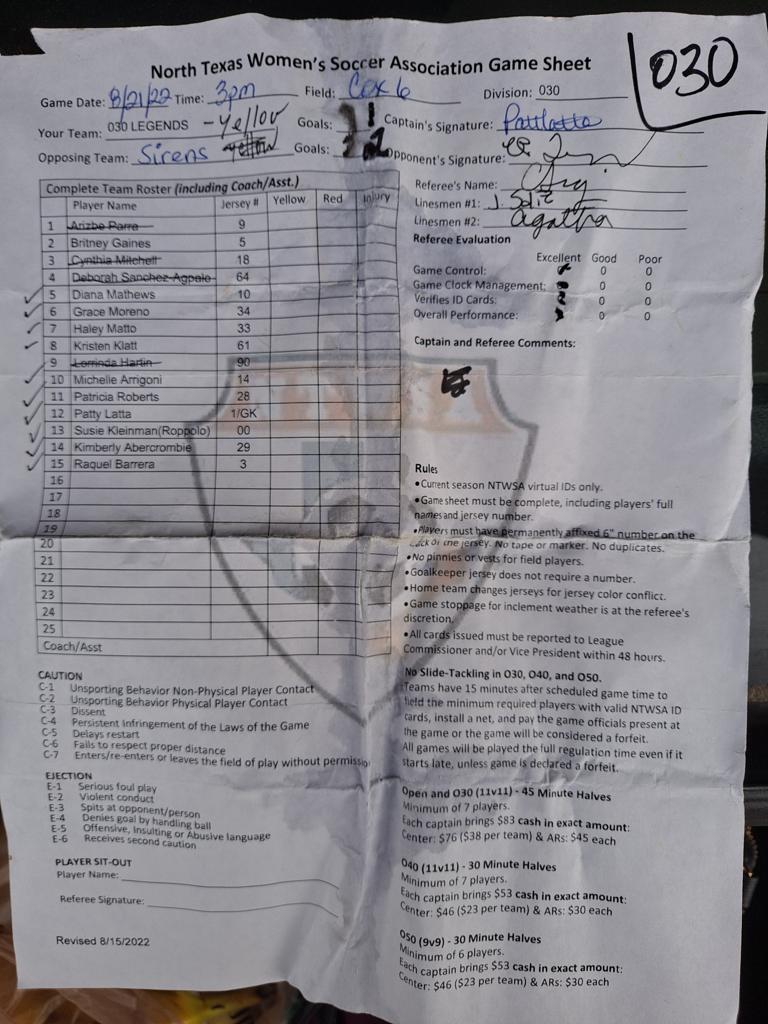 North Texas Women's Soccer Association Game Sheet
030
Game Date: 8/21/22 Time: 3pm Field: Cox 6 Division: 030
Your Team: 030 LEGENDS - Yellow Goals: 1 Captain's Signature: Patti Latta
Opposing Team: Sirens Goals: 2 Opponent's Signature:
Complete Team Roster (including Coach/Asst.)
Player Name Jersey # Yellow Red Injury
1 Arizbe Parra 9
2 Britney Gaines 5
3 Cynthia Mitchell 18
4 Deborah Sanchez-Agpalo 64
5 Diana Mathews 10
6 Grace Moreno 34
7 Haley Matto 33
8 Kristen Klatt 61
9 Lorrinda Hartin 90
10 Michelle Arrigoni 14
11 Patricia Roberts 28
12 Patty Latta 1/GK
13 Susie Kleinman(Roppolo) 00
14 Kimberly Abercrombie 29
15 Raquel Barrera 3
16
17
18
19
20
21
22
23
24
25
Coach/Asst
CAUTION
C-1 Unsporting Behavior Non-Physical Player Contact
C-2 Unsporting Behavior Physical Player Contact
C-3 Dissent
C-4 Persistent Infringement of the Laws of the Game
C-5 Delays restart
C-6 Fails to respect proper distance
C-7 Enters/re-enters or leaves the field of play without permissio
EJECTION
E-1 Serious foul play
E-2 Violent conduct
E-3 Spits at opponent/person
E-4 Denies goal by handling ball
E-5 Offensive, Insulting or Abusive language
E-6 Receives second caution
PLAYER SIT-OUT
Player Name:
Referee Signature:
Revised 8/15/2022
Referee's Name:
Linesmen #1: J.
Linesmen #2: Agatha
Referee Evaluation
Excellent Good Poor
Game Control: 0 0
Game Clock Management: 0 0
Verifies ID Cards: 0 0
Overall Performance: 0 0
Captain and Referee Comments:
Rules
•Current season NTWSA virtual IDs only.
•Game sheet must be complete, including players' full
names and jersey number.
•Players must have permanently affixed 6" number on the
back of the jersey. No tape or marker. No duplicates.
•No pinnies or vests for field players.
•Goalkeeper jersey does not require a number.
•Home team changes jerseys for jersey color conflict.
•Game stoppage for inclement weather is at the referee's
discretion.
•All cards issued must be reported to League
Commissioner and/or Vice President within 48 hours.
No Slide-Tackling in O30, O40, and O50.
Teams have 15 minutes after scheduled game time to
field the minimum required players with valid NTWSA ID
cards, install a net, and pay the game officials present at
the game or the game will be considered a forfeit.
All games will be played the full regulation time even if it
starts late, unless game is declared a forfeit.
Open and O30 (11v11) - 45 Minute Halves
Minimum of 7 players.
Each captain brings $83 cash in exact amount:
Center: $76 ($38 per team) & ARs: $45 each
O40 (11v11) - 30 Minute Halves
Minimum of 7 players.
Each captain brings $53 cash in exact amount:
Center: $46 ($23 per team) & ARs: $30 each
O50 (9v9) - 30 Minute Halves
Minimum of 6 players.
Each captain brings $53 cash in exact amount:
Center: $46 ($23 per team) & ARs: $30 each